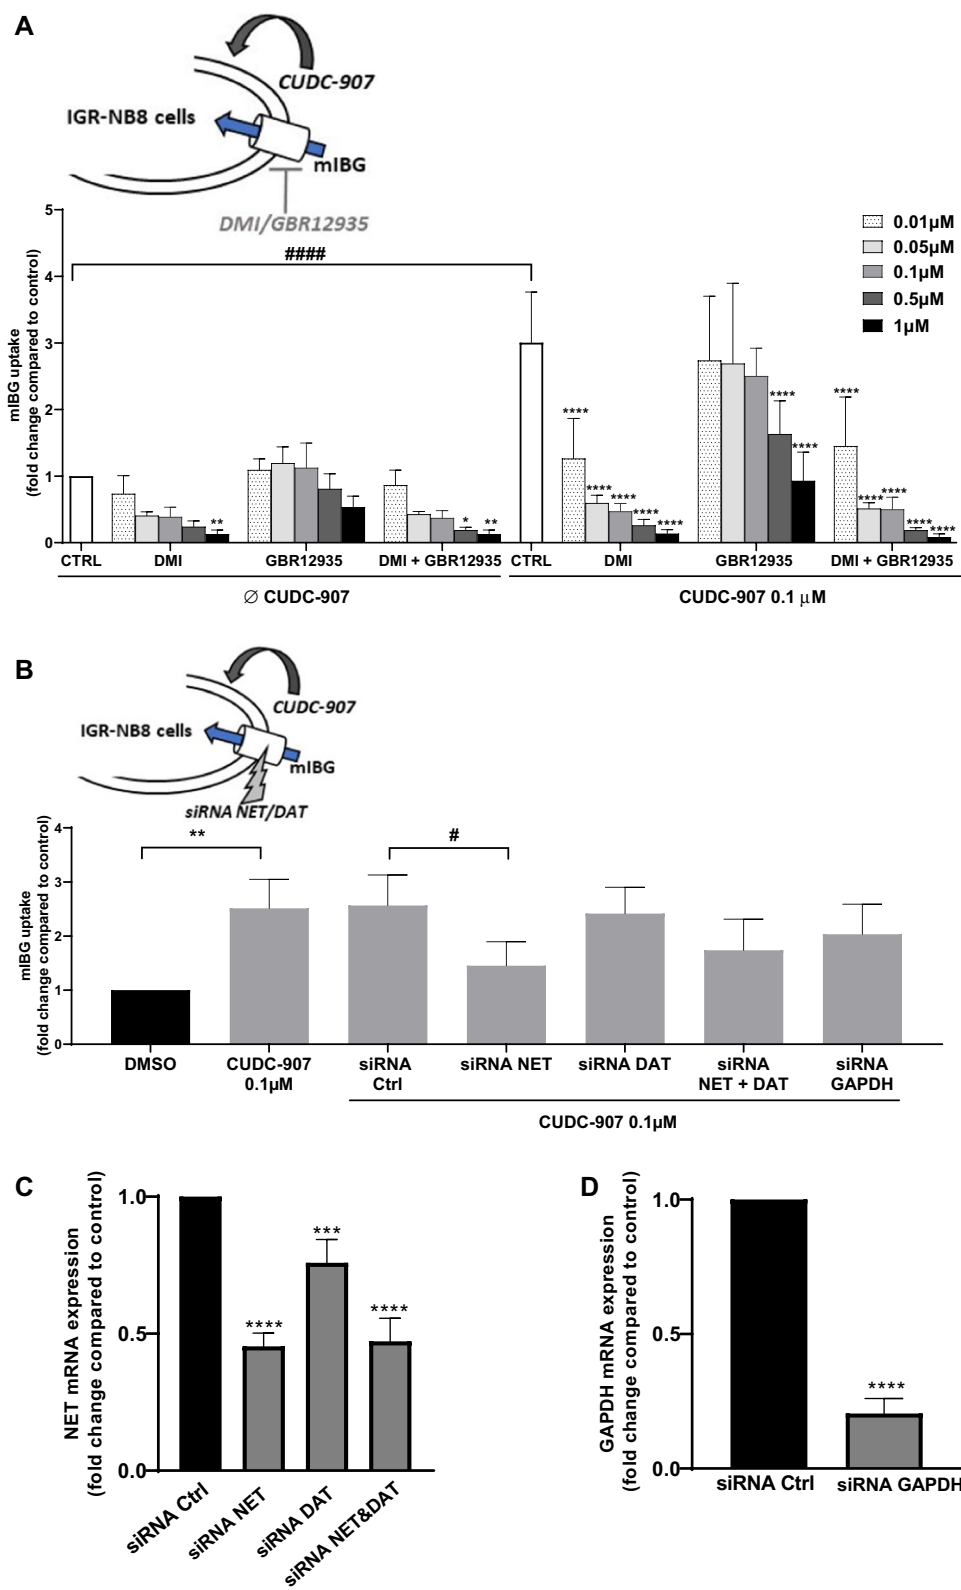 A
CUDC-907
IGR-NB8 cells
mIBG
DMI/GBR12935
mIBG uptake
(fold change compared to control)
5
4
3
2
1
0
####
0.01µM
0.05µM
0.1µM
0.5µM
1µM
**
*
**
****
****
****
****
****
****
****
****
****
****
****
****
CTRL
DMI
GBR12935
DMI + GBR12935
CTRL
DMI
GBR12935
DMI + GBR12935
∅ CUDC-907
CUDC-907 0.1 µM
B
CUDC-907
IGR-NB8 cells
mIBG
siRNA NET/DAT
mIBG uptake
(fold change compared to control)
4
3
2
1
0
**
#
DMSO
CUDC-907
0.1µM
siRNA
Ctrl
siRNA NET
siRNA DAT
siRNA
NET + DAT
siRNA
GAPDH
CUDC-907 0.1µM
C
NET mRNA expression
(fold change compared to control)
1.0
0.5
0.0
****
***
****
siRNA Ctrl
siRNA NET
siRNA DAT
siRNA NET&DAT
D
GAPDH mRNA expression
(fold change compared to control)
1.0
0.5
0.0
****
siRNA Ctrl
siRNA GAPDH